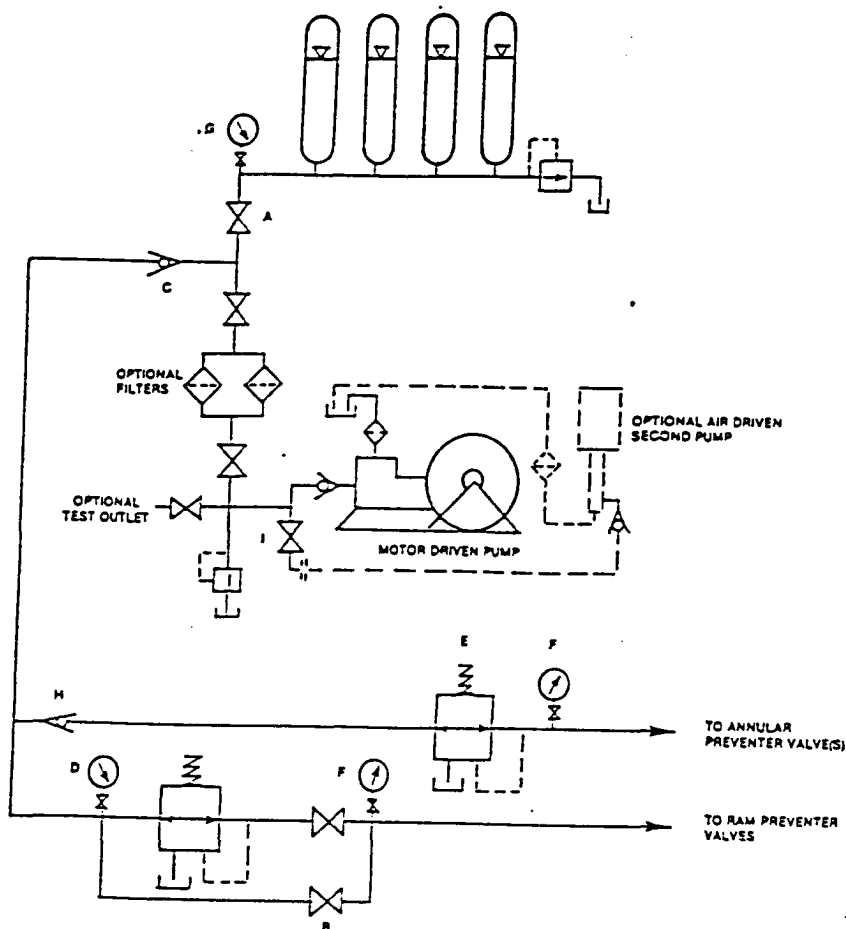 G
A
C
OPTIONAL
FILTERS
OPTIONAL AIR DRIVEN
SECOND PUMP
OPTIONAL
TEST OUTLET
I
MOTOR DRIVEN PUMP
E
F
H
TO ANNULAR
PREVENTER VALVE(S)
D
F
TO RAM PREVENTER
VALVES
B